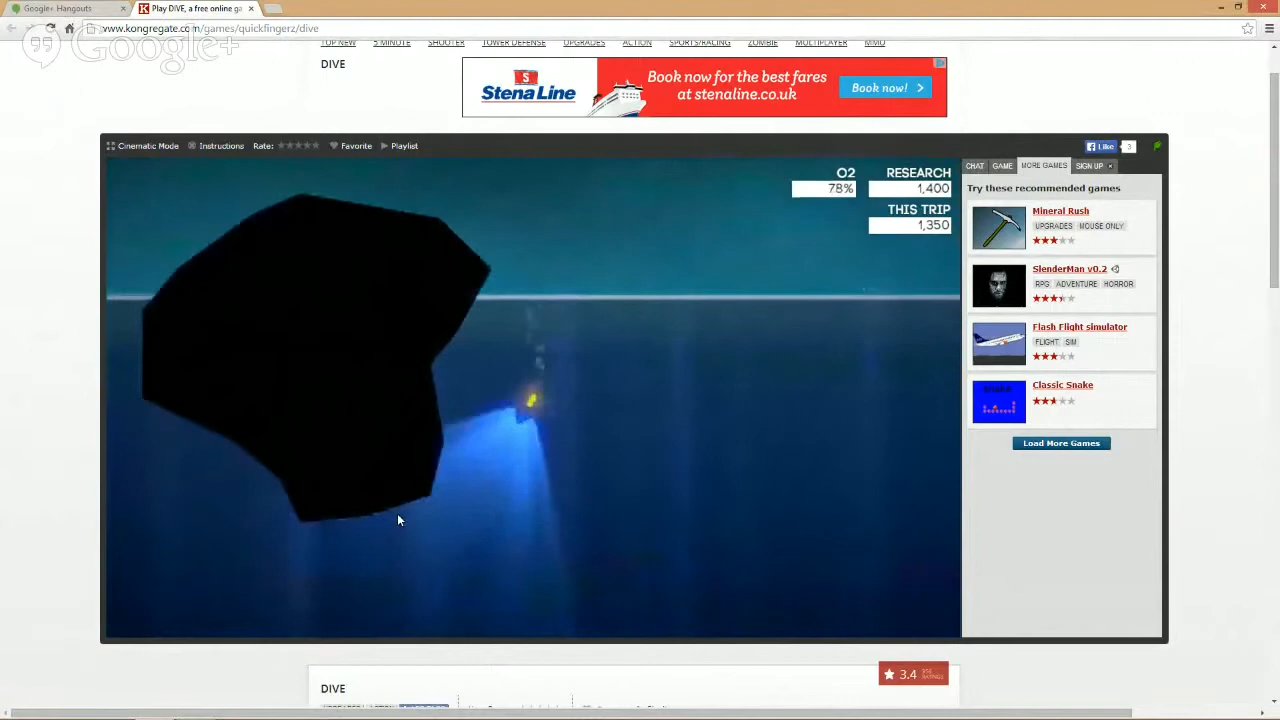 Google+ Hangouts
Play DIVE, a free online ga
www.kongregate.com/games/quickfingerz/dive
Google+
TOP NEW 5 MINUTE SHOOTER TOWER DEFENSE UPGRADES ACTION SPORTS/RACING ZOMBIE MULTIPLAYER MMO
DIVE
S
Stena Line
Book now for the best fares
at stenaline.co.uk
Book now!
Cinematic Mode Instructions Rate: Favorite Playlist
Like 3
O2 RESEARCH
78% 1,400
THIS TRIP
1,350
CHAT GAME MORE GAMES SIGN UP
Try these recommended games
Mineral Rush
UPGRADES MOUSE ONLY
SlenderMan v0.2
RPG ADVENTURE HORROR
Flash Flight simulator
FLIGHT SIM
Classic Snake
Load More Games
3.4
DIVE